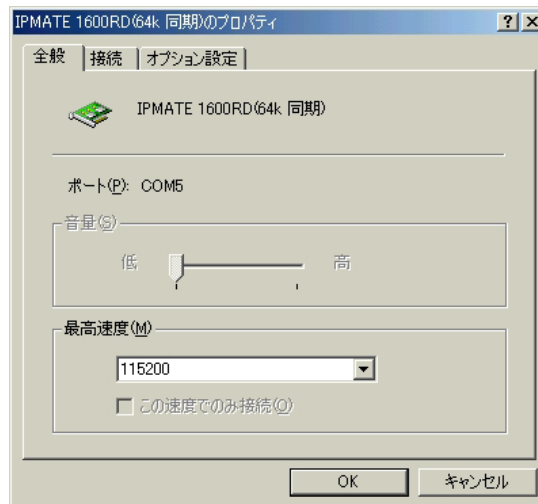 IPMATE 1600RD(64k 同期)のプロパティ
全般 接続 オプション設定
IPMATE 1600RD(64k 同期)
ポート(P): COM5
音量(S)
低 高
最高速度(M)
115200
この速度でのみ接続(O)
OK キャンセル